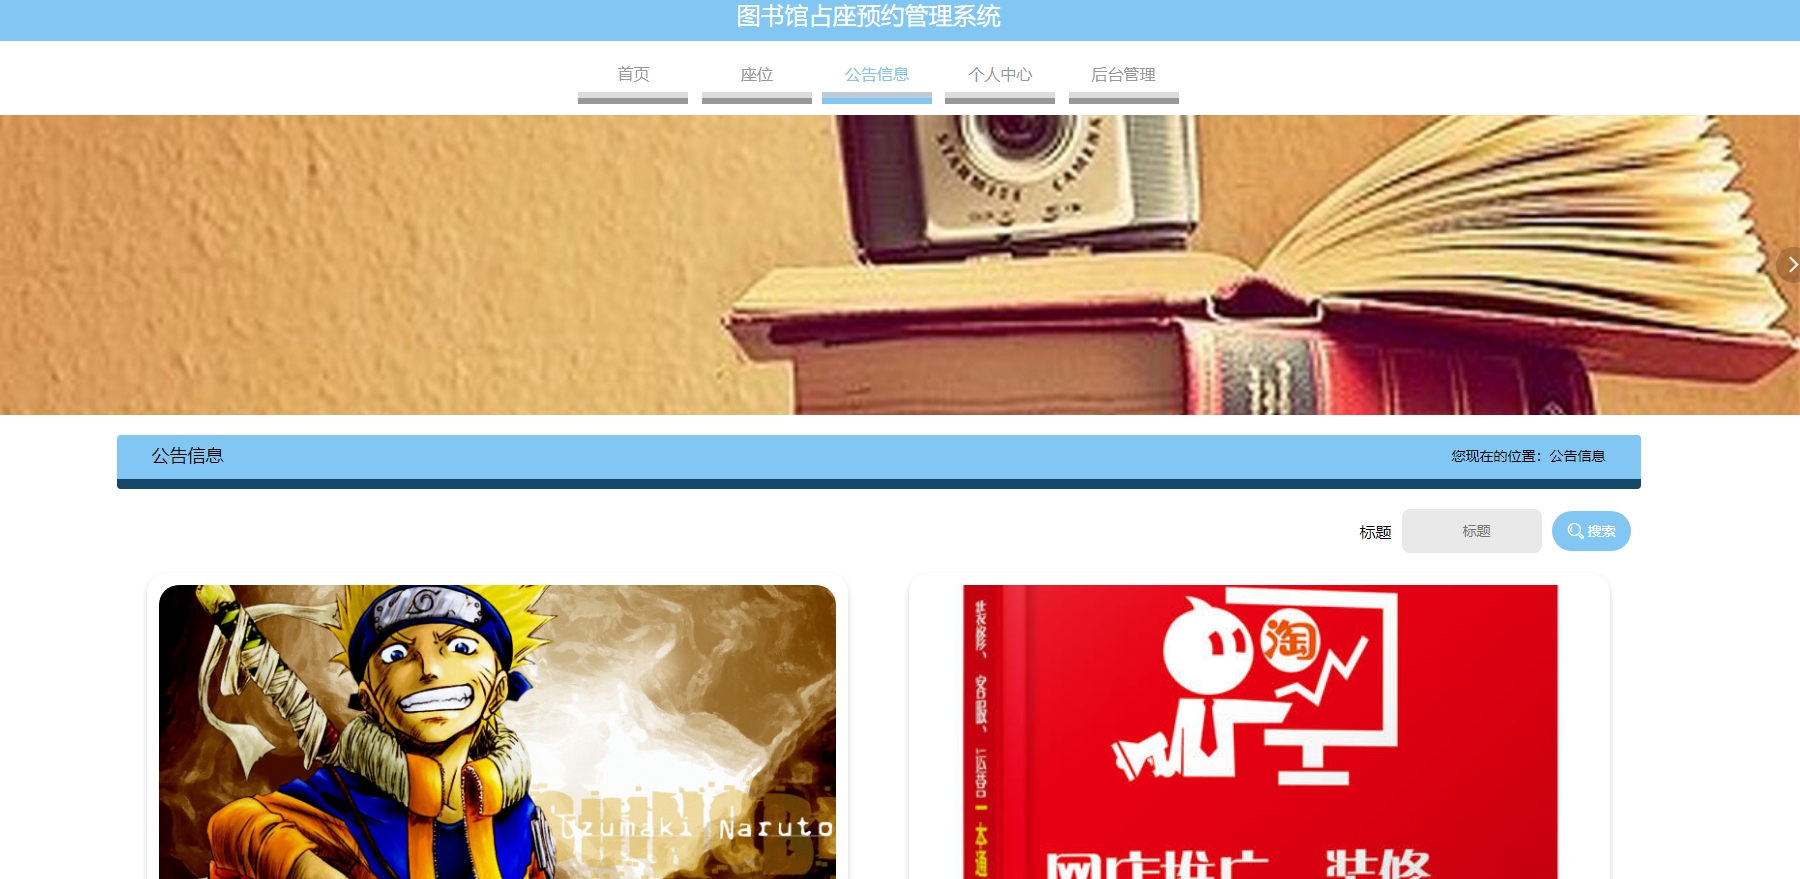 图书馆占座预约管理系统
首页 座位 公告信息 个人中心 后台管理
STARMITE CAMERA
公告信息 您现在的位置：公告信息
标题 标题 搜索
淘
装修、客服、运营一本通
Uzumaki Naruto
网店推广 装修